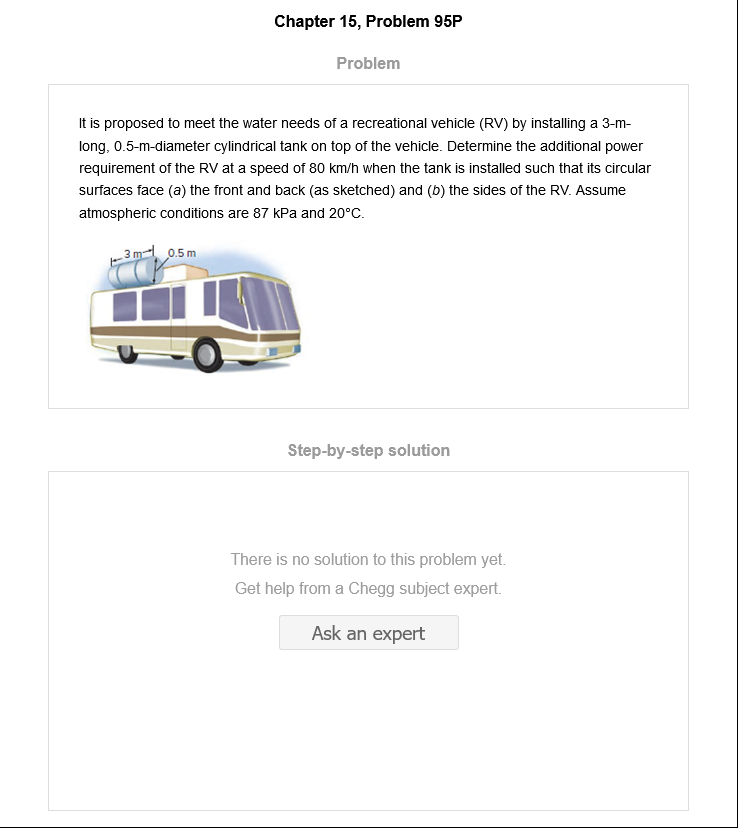 Chapter 15, Problem 95P
Problem
It is proposed to meet the water needs of a recreational vehicle (RV) by installing a 3-m-
long, 0.5-m-diameter cylindrical tank on top of the vehicle. Determine the additional power
requirement of the RV at a speed of 80 km/h when the tank is installed such that its circular
surfaces face (a) the front and back (as sketched) and (b) the sides of the RV. Assume
atmospheric conditions are 87 kPa and 20°C.
3 m 0.5 m
Step-by-step solution
There is no solution to this problem yet.
Get help from a Chegg subject expert.
Ask an expert